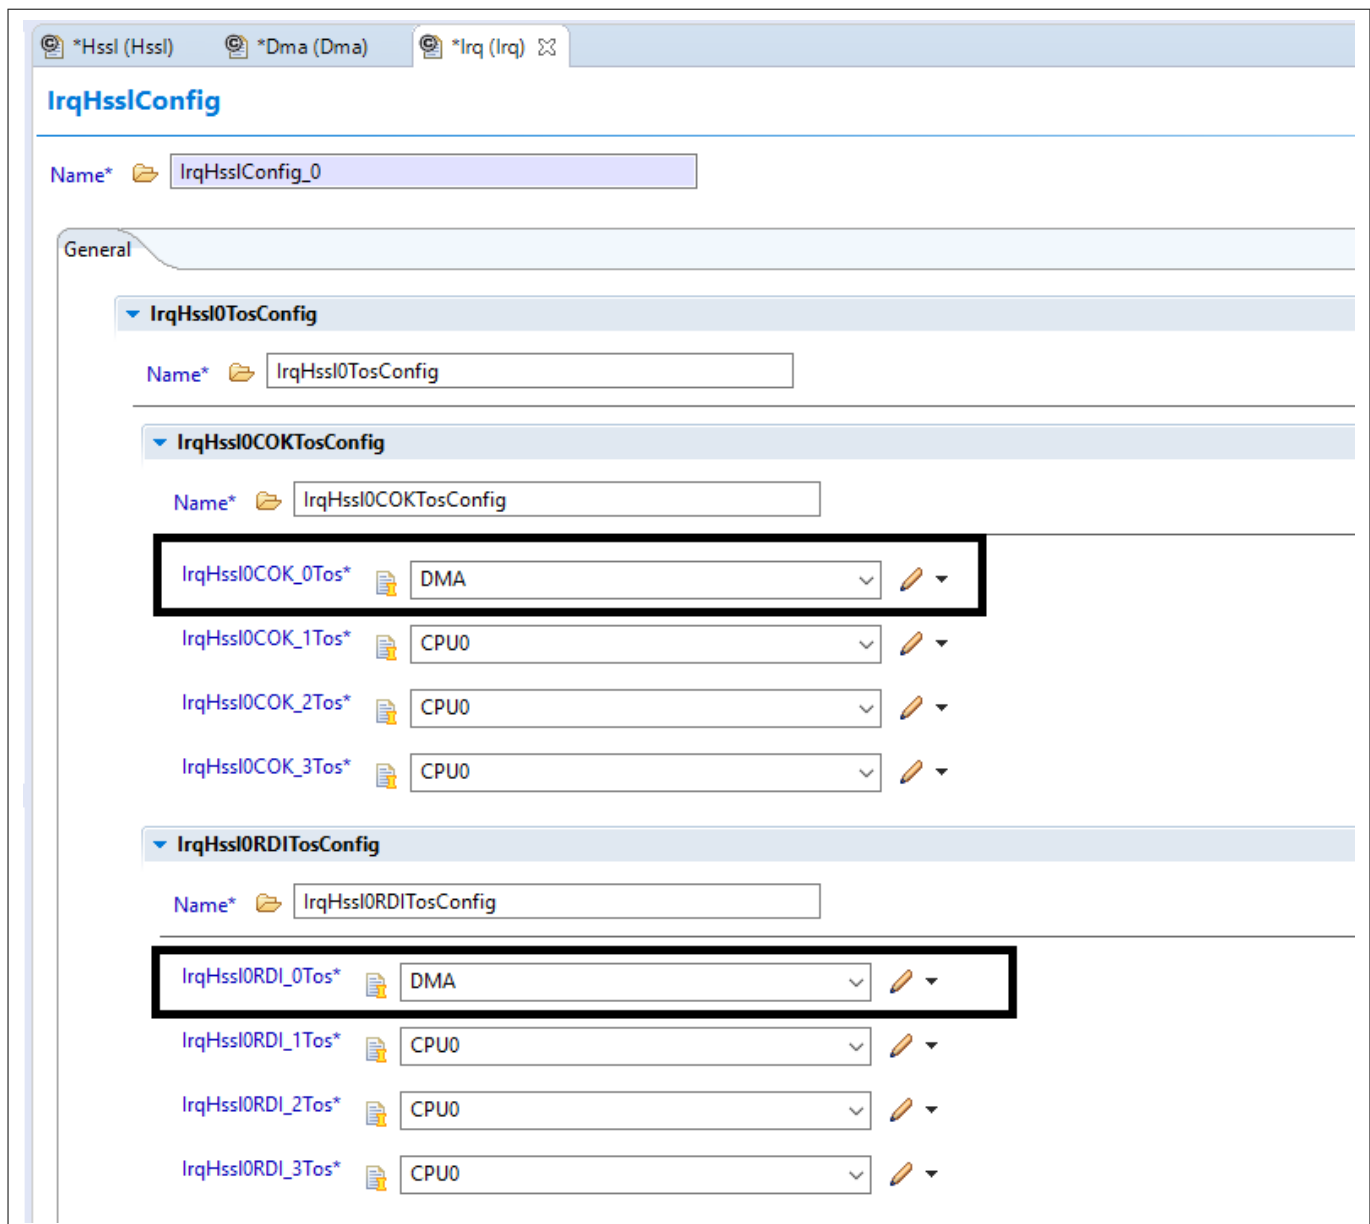 *Hssl (Hssl) *Dma (Dma) *Irq (Irq)
IrqHsslConfig
Name* IrqHsslConfig_0
General
IrqHssl0TosConfig
Name* IrqHssl0TosConfig
IrqHssl0COKTosConfig
Name* IrqHssl0COKTosConfig
IrqHssl0COK_0Tos* DMA
IrqHssl0COK_1Tos* CPU0
IrqHssl0COK_2Tos* CPU0
IrqHssl0COK_3Tos* CPU0
IrqHssl0RDITosConfig
Name* IrqHssl0RDITosConfig
IrqHssl0RDI_0Tos* DMA
IrqHssl0RDI_1Tos* CPU0
IrqHssl0RDI_2Tos* CPU0
IrqHssl0RDI_3Tos* CPU0